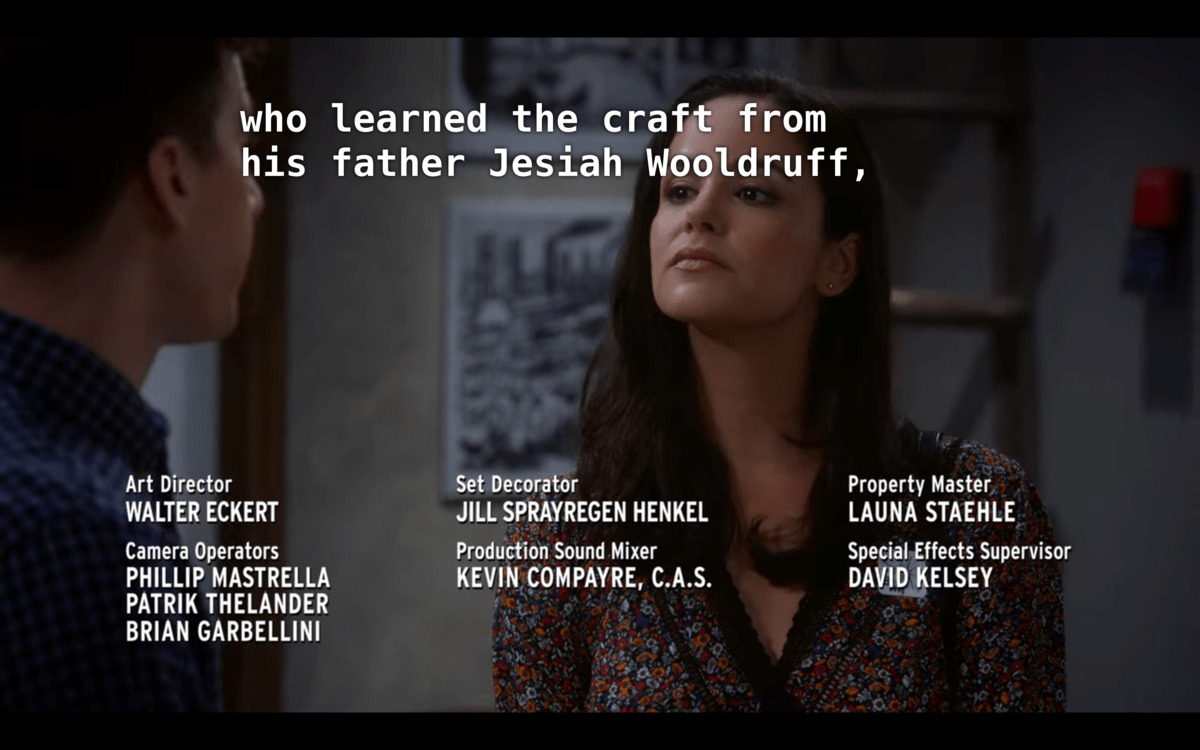 who learned the craft from
his father Jesiah Wooldruff,
Art Director
WALTER ECKERT
Camera Operators
PHILLIP MASTRELLA
PATRIK THELANDER
BRIAN GARBELLINI
Set Decorator
JILL SPRAYREGEN HENKEL
Production Sound Mixer
KEVIN COMPAYRE, C.A.S.
Property Master
LAUNA STAEHLE
Special Effects Supervisor
DAVID KELSEY